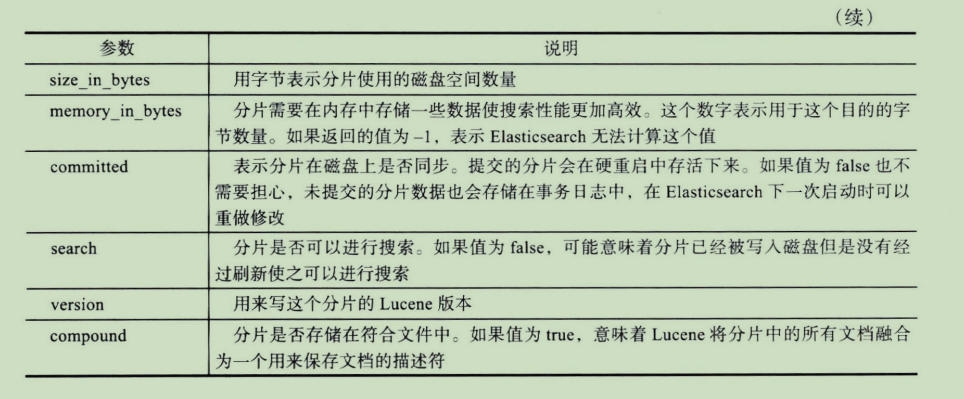 （续）
参数 说明
size_in_bytes 用字节表示分片使用的磁盘空间数量
memory_in_bytes 分片需要在内存中存储一些数据使搜索性能更加高效。这个数字表示用于这个目的的字
节数量。如果返回的值为 –1，表示 Elasticsearch 无法计算这个值
committed 表示分片在磁盘上是否同步。提交的分片会在硬重启中存活下来。如果值为 false 也不
需要担心，未提交的分片数据也会存储在事务日志中，在 Elasticsearch 下一次启动时可以
重做修改
search 分片是否可以进行搜索。如果值为 false，可能意味着分片已经被写入磁盘但是没有经
过刷新使之可以进行搜索
version 用来写这个分片的 Lucene 版本
compound 分片是否存储在符合文件中。如果值为 true，意味着 Lucene 将分片中的所有文档融合
为一个用来保存文档的描述符